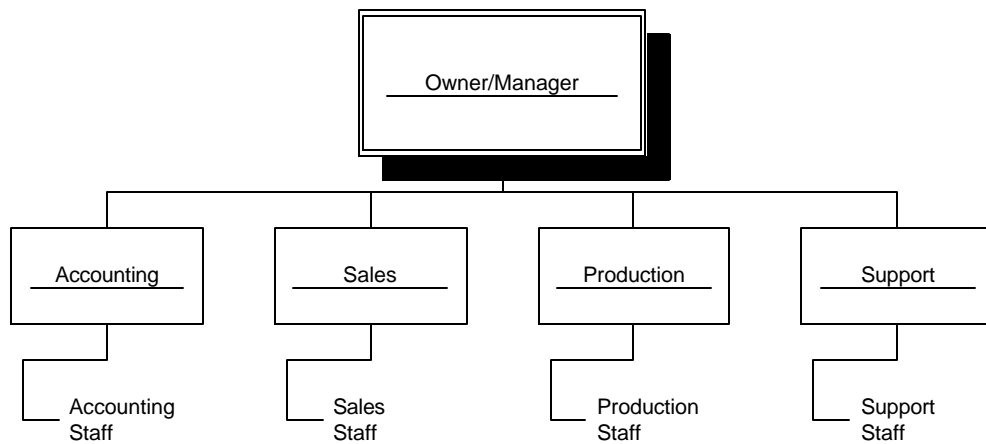 Owner/Manager
Accounting
Sales
Production
Support
Accounting
Staff
Sales
Staff
Production
Staff
Support
Staff